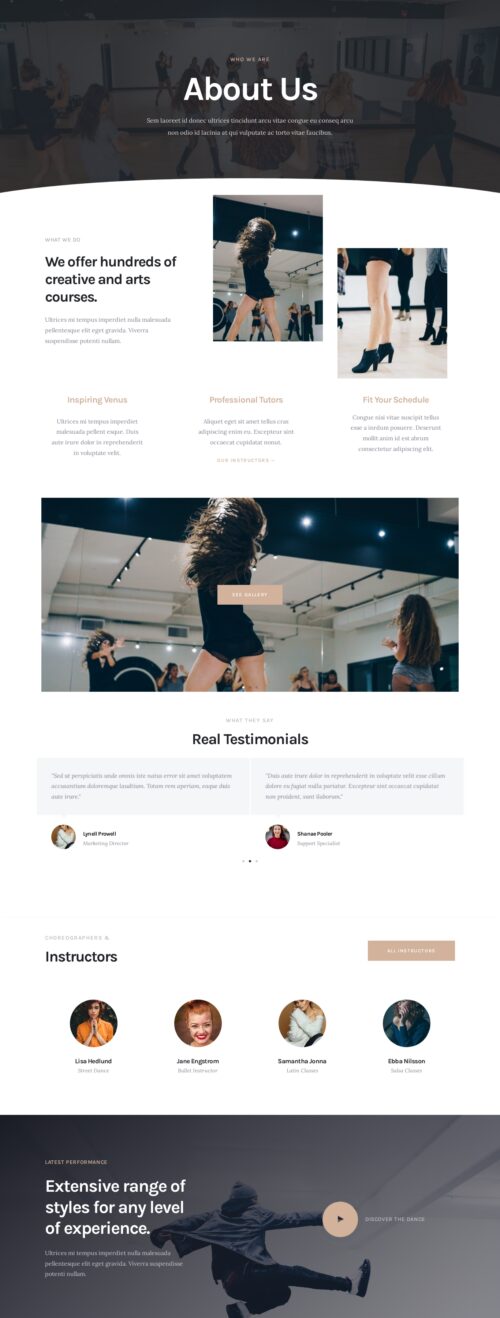 WHO WE ARE
About Us
Sem laoreet id donec ultrices tincidunt arcu vitae congue eu conseq arcu
non odio id lacinia at qui vulputate ac torto vitae faucibus.
WHAT WE DO
We offer hundreds of
creative and arts
courses.
Ultrices mi tempus imperdiet nulla malesuada
pellentesque elit eget gravida. Viverra
suspendisse potenti nullam.
Inspiring Venus
Ultrices mi tempus imperdiet
malesuada pellent esque. Duis
aute irure dolor in reprehenderit
in voluptate velit.
Professional Tutors
Aliquet eget sit amet tellus cras
adipiscing enim eu. Excepteur sint
occaecat cupidatat nonut.
OUR INSTRUCTORS
Fit Your Schedule
Congue nisi vitae suscipit tellus
esse a iordum posuere. Deserunt
mollit anim id est abrum
consectetur adipiscing elit.
SEE GALLERY
WHAT THEY SAY
Real Testimonials
"Sed ut perspiciatis unde omnis iste natus error sit amet voluptatem
accusantium doloremque lauditium. Totam rem aperiam, eaque duis
aute irure."
Lynell Prowell
Marketing Director
"Duis aute irure dolor in reprehenderit in voluptate velit esse cillum
dolore eu fugiat nulla pariatur. Excepteur sint occaecat cupidatat
non proident, sunt llaborum."
Shanae Pooler
Support Specialist
CHOREOGRAPHERS &
Instructors
ALL INSTRUCTORS
Lisa Hedlund
Street Dance
Jane Engstrom
Ballet Instructor
Samantha Jonna
Latin Classes
Ebba Nilsson
Salsa Classes
LATEST PERFORMANCE
Extensive range of
styles for any level
of experience.
Ultrices mi tempus imperdiet nulla malesuada
pellentesque elit eget gravida. Viverra suspendisse
potenti nullam.
DISCOVER THE DANCE